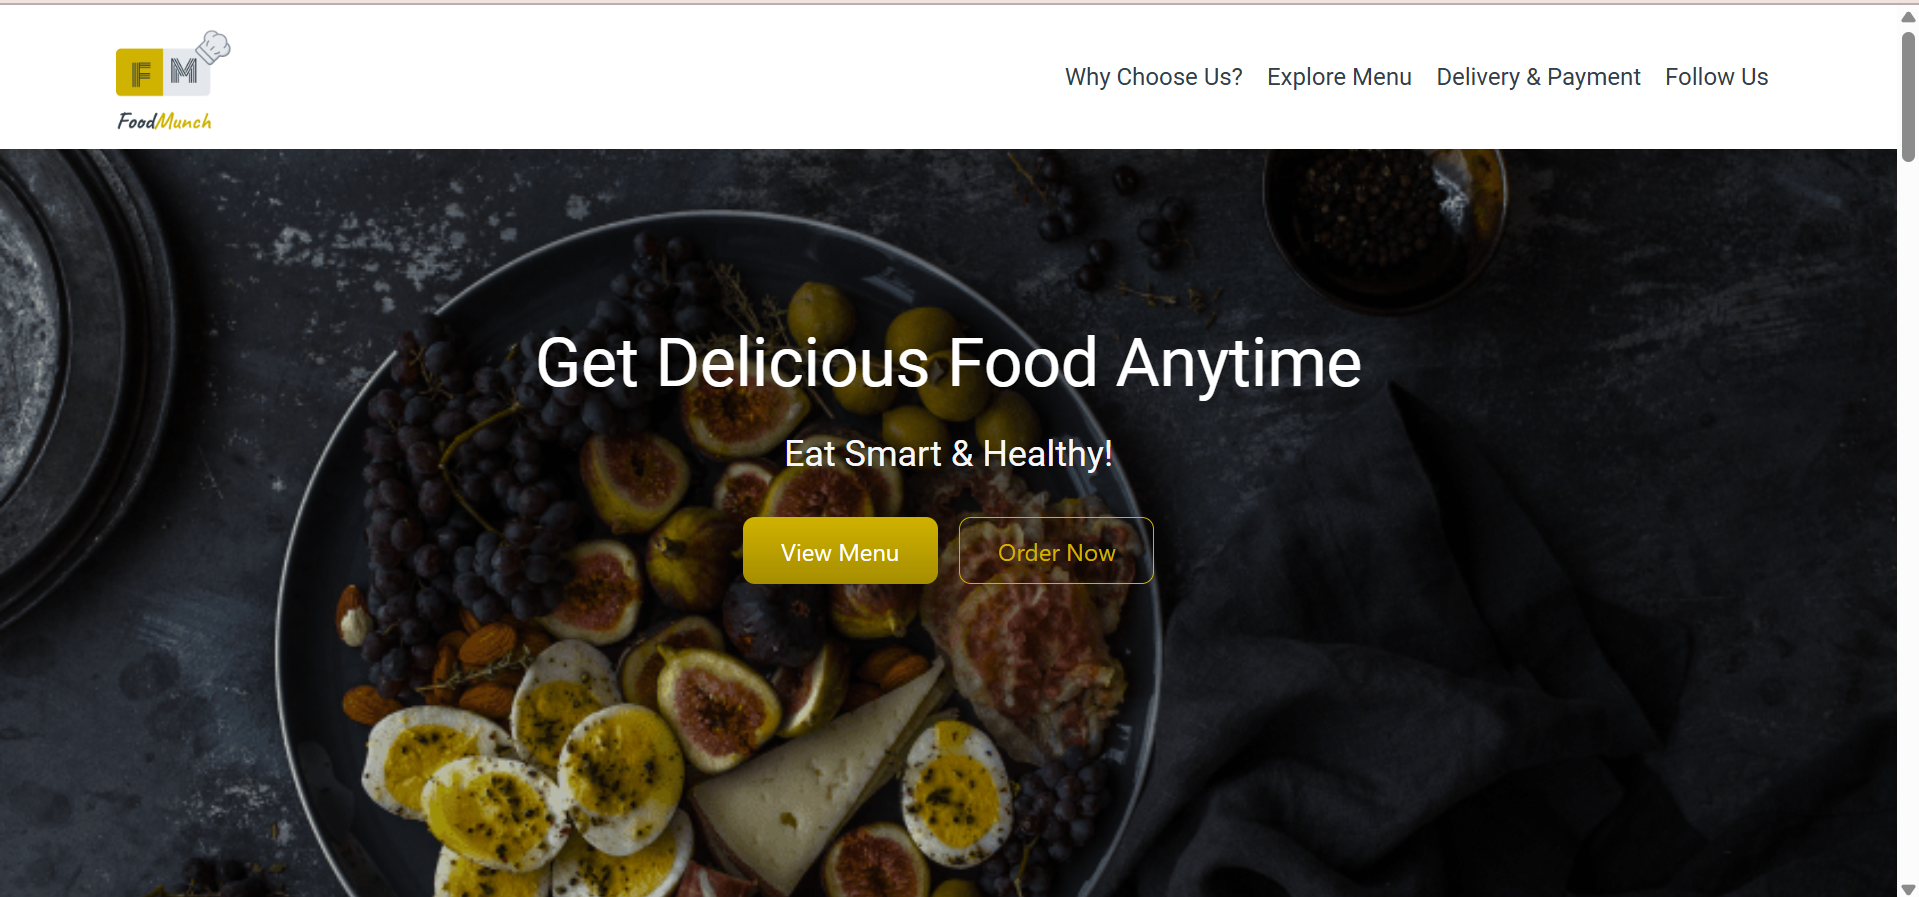 F M
FoodMunch
Why Choose Us? Explore Menu Delivery & Payment Follow Us
Get Delicious Food Anytime
Eat Smart & Healthy!
View Menu Order Now